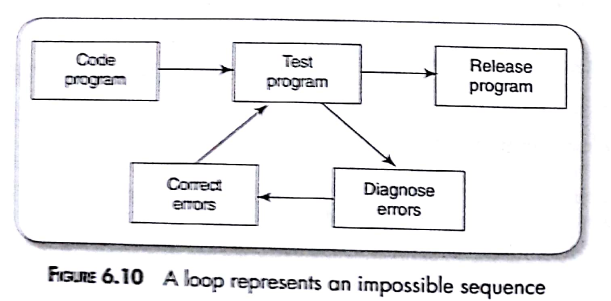 Code
program
Test
program
Release
program
Correct
errors
Diagnose
errors
FIGURE 6.10 A loop represents an impossible sequence